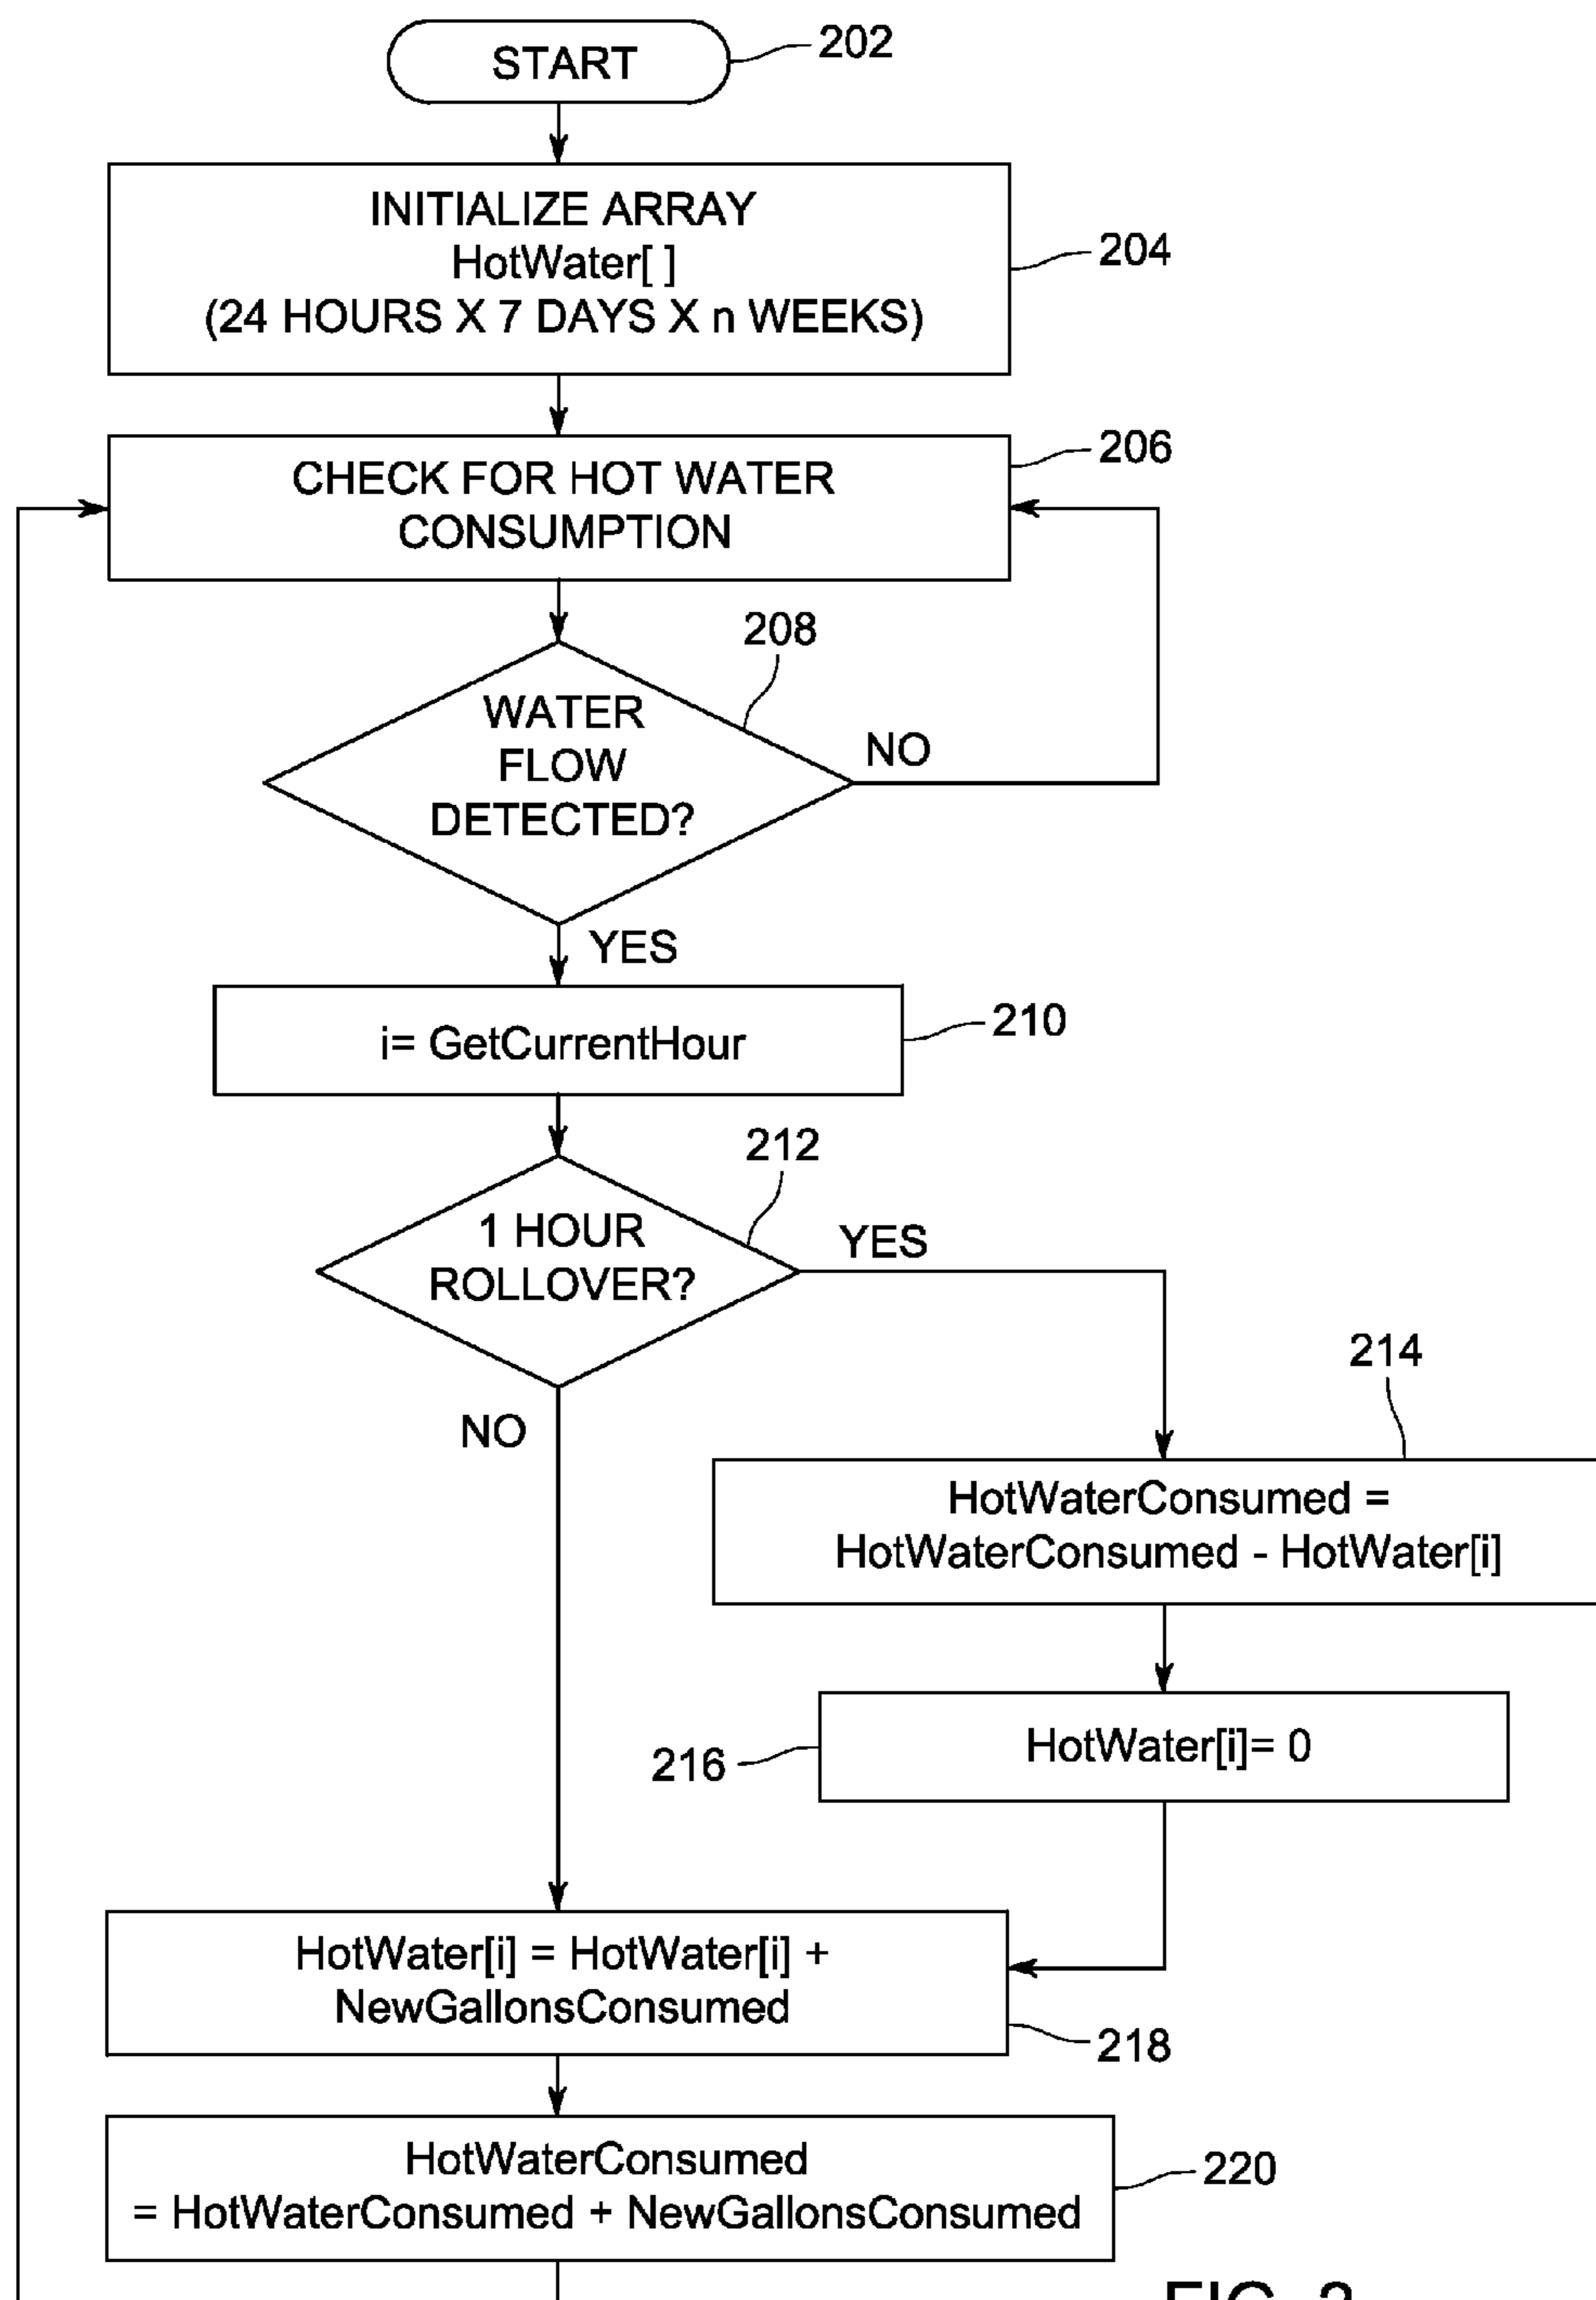 START
202
INITIALIZE ARRAY
HotWater[ ]
(24 HOURS X 7 DAYS X n WEEKS)
204
CHECK FOR HOT WATER
CONSUMPTION
206
WATER
FLOW
DETECTED?
208
NO
YES
i= GetCurrentHour
210
1 HOUR
ROLLOVER?
212
YES
NO
214
HotWaterConsumed =
HotWaterConsumed - HotWater[i]
HotWater[i]= 0
216
HotWater[i] = HotWater[i] +
NewGallonsConsumed
218
HotWaterConsumed
= HotWaterConsumed + NewGallonsConsumed
220